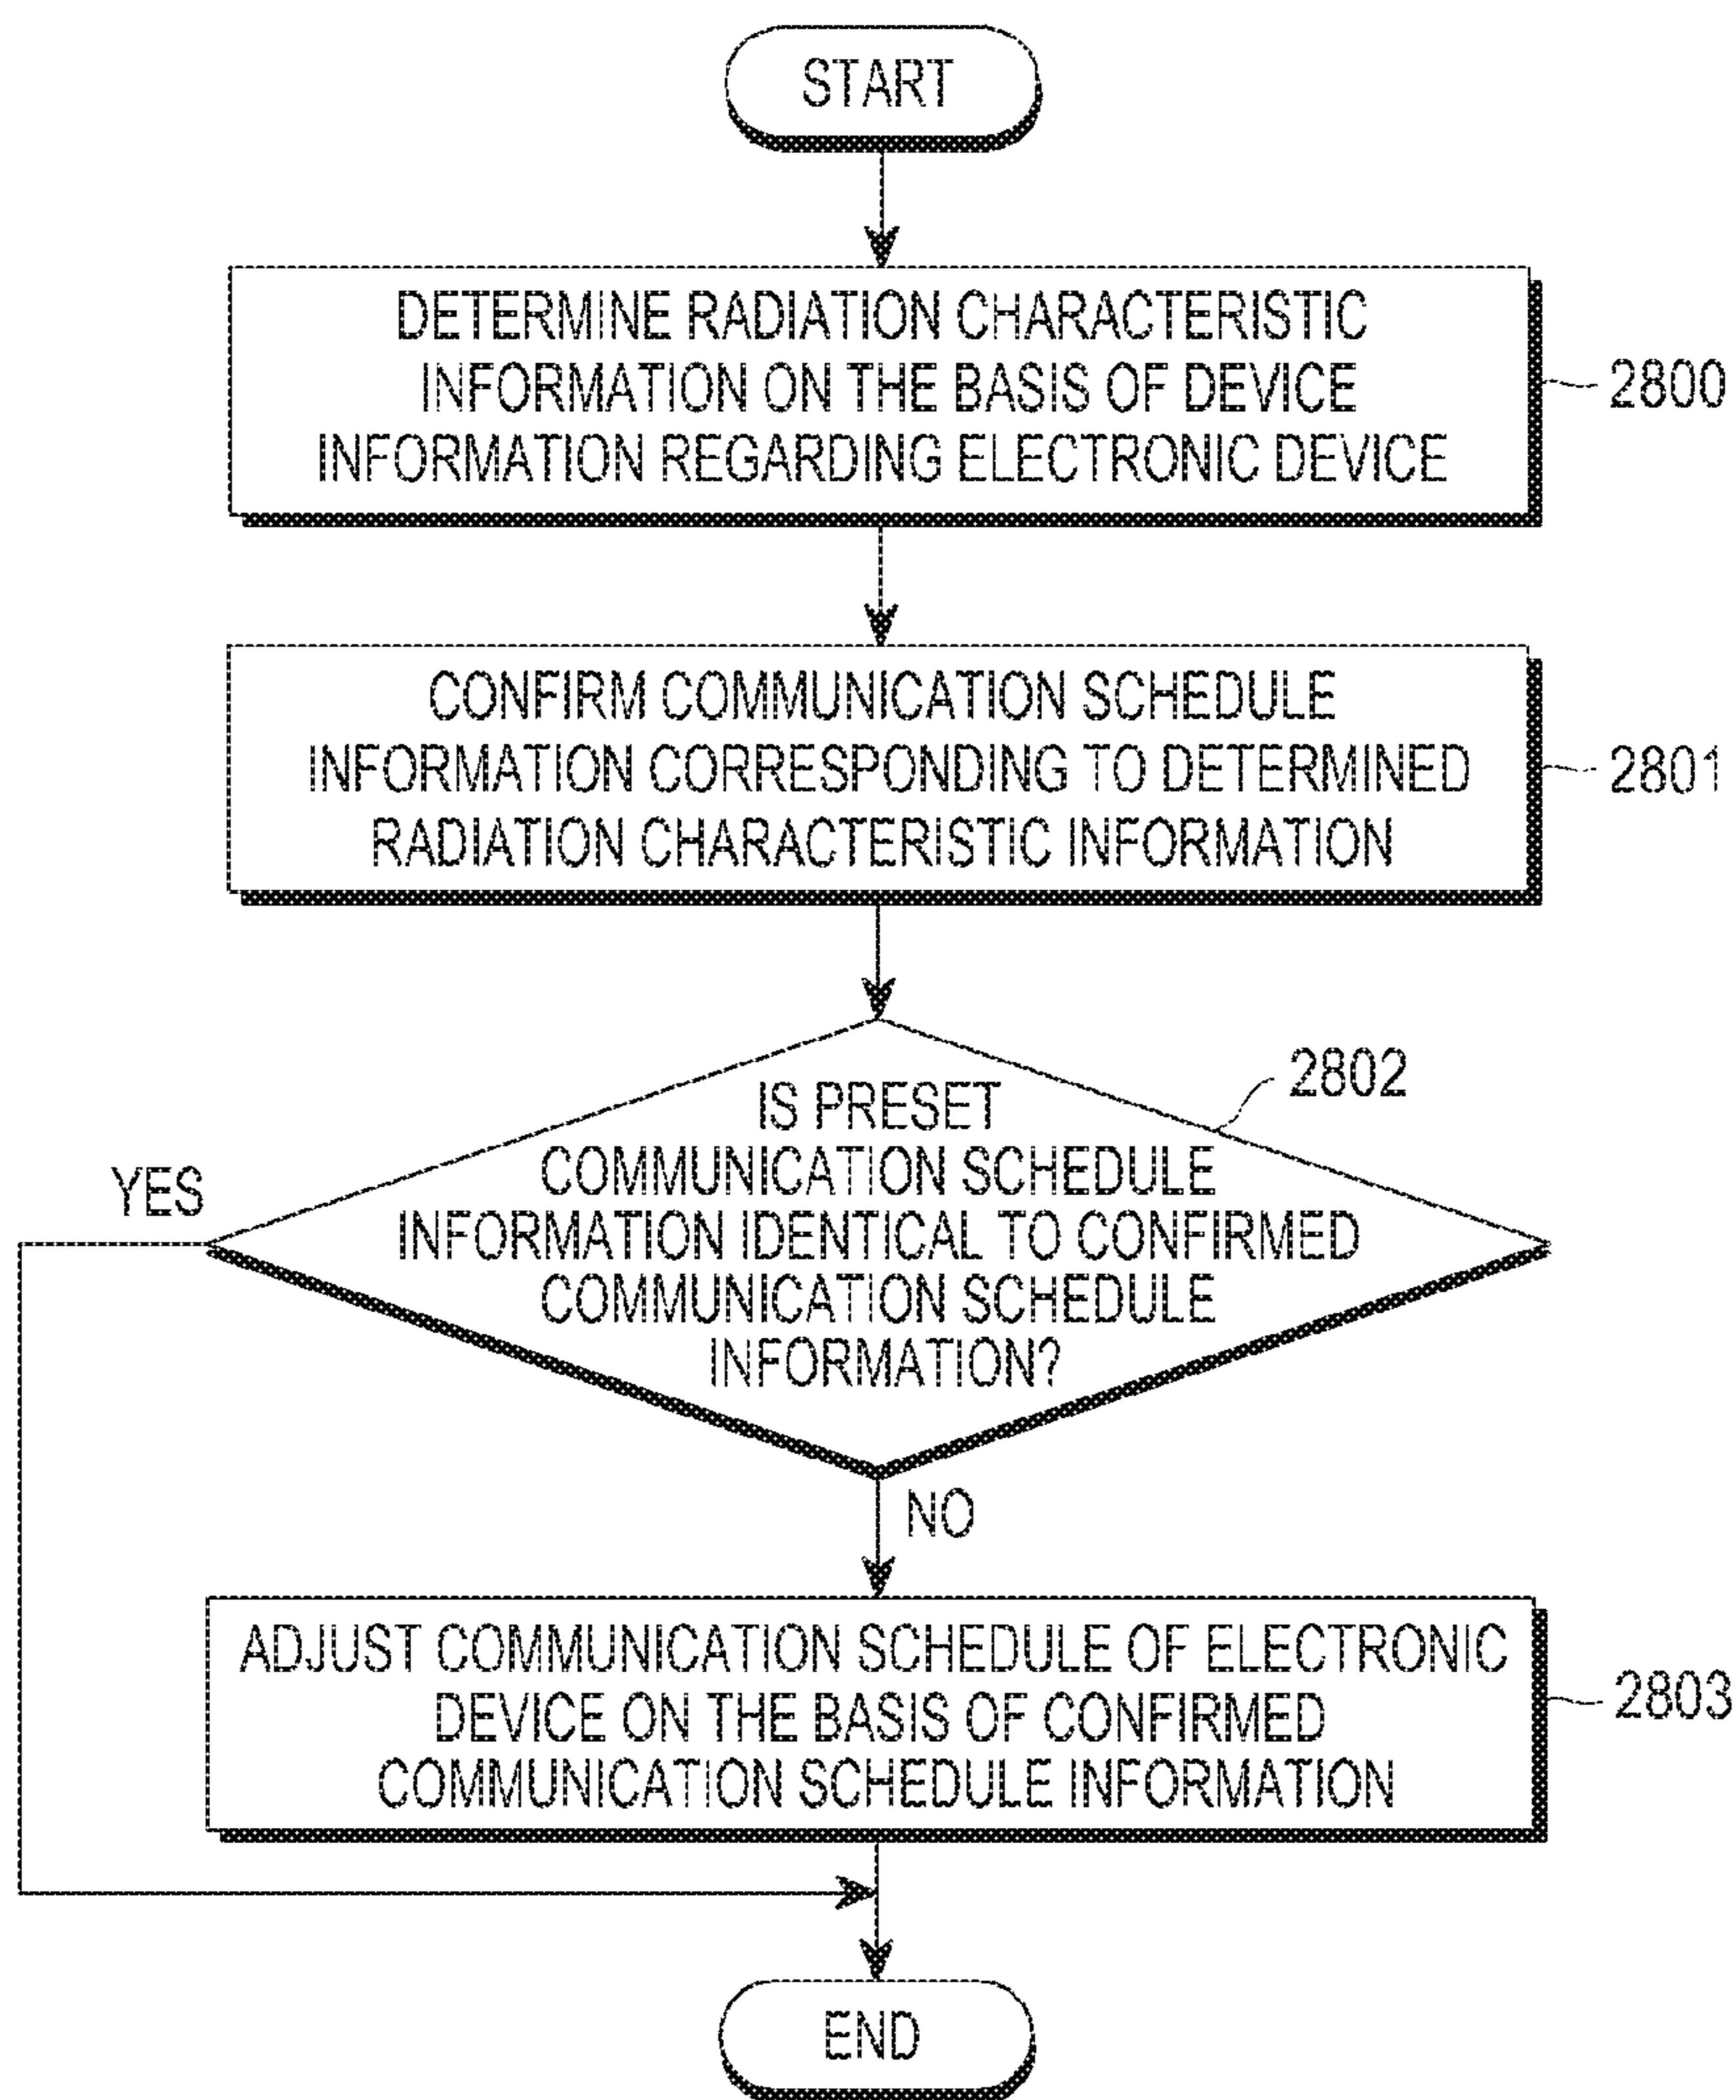 START
DETERMINE RADIATION CHARACTERISTIC
INFORMATION ON THE BASIS OF DEVICE
INFORMATION REGARDING ELECTRONIC DEVICE
2800
CONFIRM COMMUNICATION SCHEDULE
INFORMATION CORRESPONDING TO DETERMINED
RADIATION CHARACTERISTIC INFORMATION
2801
2802
IS PRESET
COMMUNICATION SCHEDULE
INFORMATION IDENTICAL TO CONFIRMED
COMMUNICATION SCHEDULE
INFORMATION?
YES
NO
ADJUST COMMUNICATION SCHEDULE OF ELECTRONIC
DEVICE ON THE BASIS OF CONFIRMED
COMMUNICATION SCHEDULE INFORMATION
2803
END